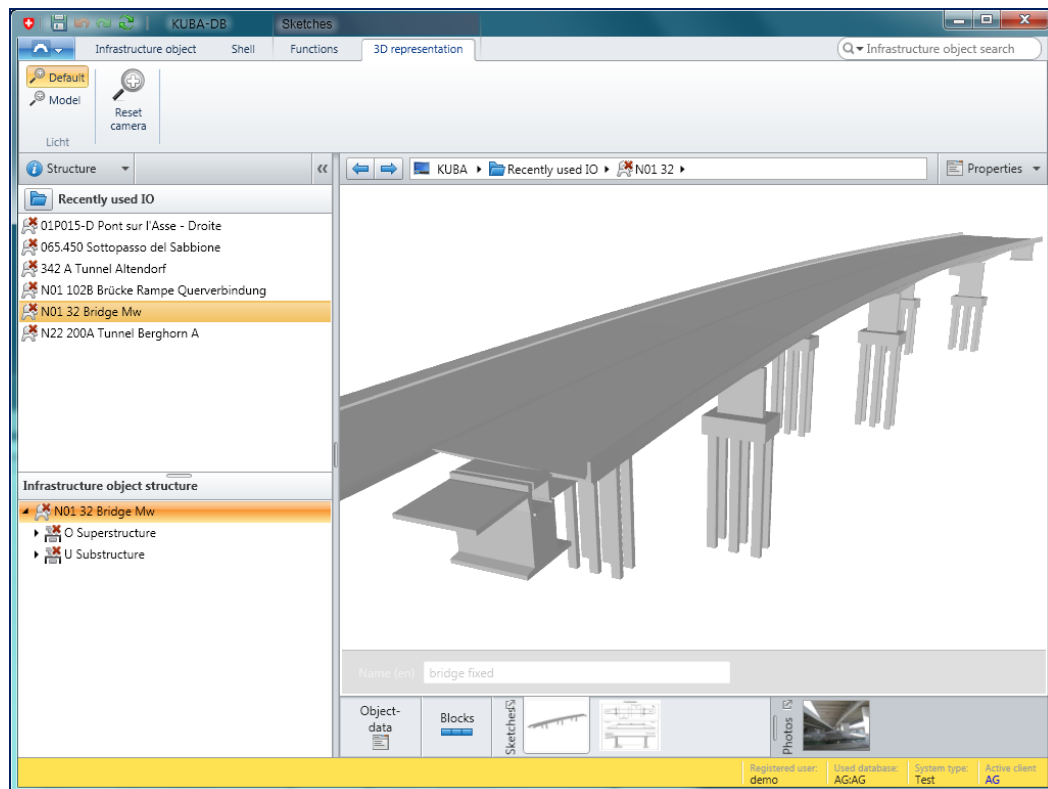 KUBA-DB
Sketches
Infrastructure object
Shell
Functions
3D representation
Infrastructure object search
Default
Model
Reset
camera
Licht
Structure
KUBA
Recently used IO
N01 32
Properties
Recently used IO
01P015-D Pont sur l'Asse - Droite
065.450 Sottopasso del Sabbione
342 A Tunnel Altendorf
N01 102B Brücke Rampe Querverbindung
N01 32 Bridge Mw
N22 200A Tunnel Berghorn A
Infrastructure object structure
N01 32 Bridge Mw
O Superstructure
U Substructure
Name (en)
bridge fixed
Object-
data
Blocks
Sketches
Photos
Registered user:
demo
Used database:
AG:AG
System type:
Test
Active client
AG